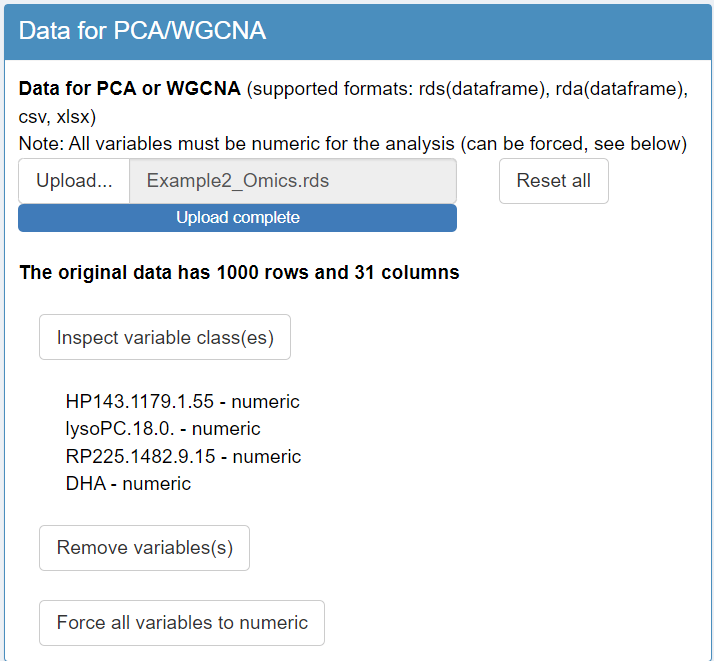 Data for PCA/WGCNA
Data for PCA or WGCNA (supported formats: rds(dataframe), rda(dataframe),
csv, xlsx)
Note: All variables must be numeric for the analysis (can be forced, see below)
Upload... Example2_Omics.rds Reset all
Upload complete
The original data has 1000 rows and 31 columns
Inspect variable class(es)
HP143.1179.1.55 - numeric
lysoPC.18.0. - numeric
RP225.1482.9.15 - numeric
DHA - numeric
Remove variables(s)
Force all variables to numeric